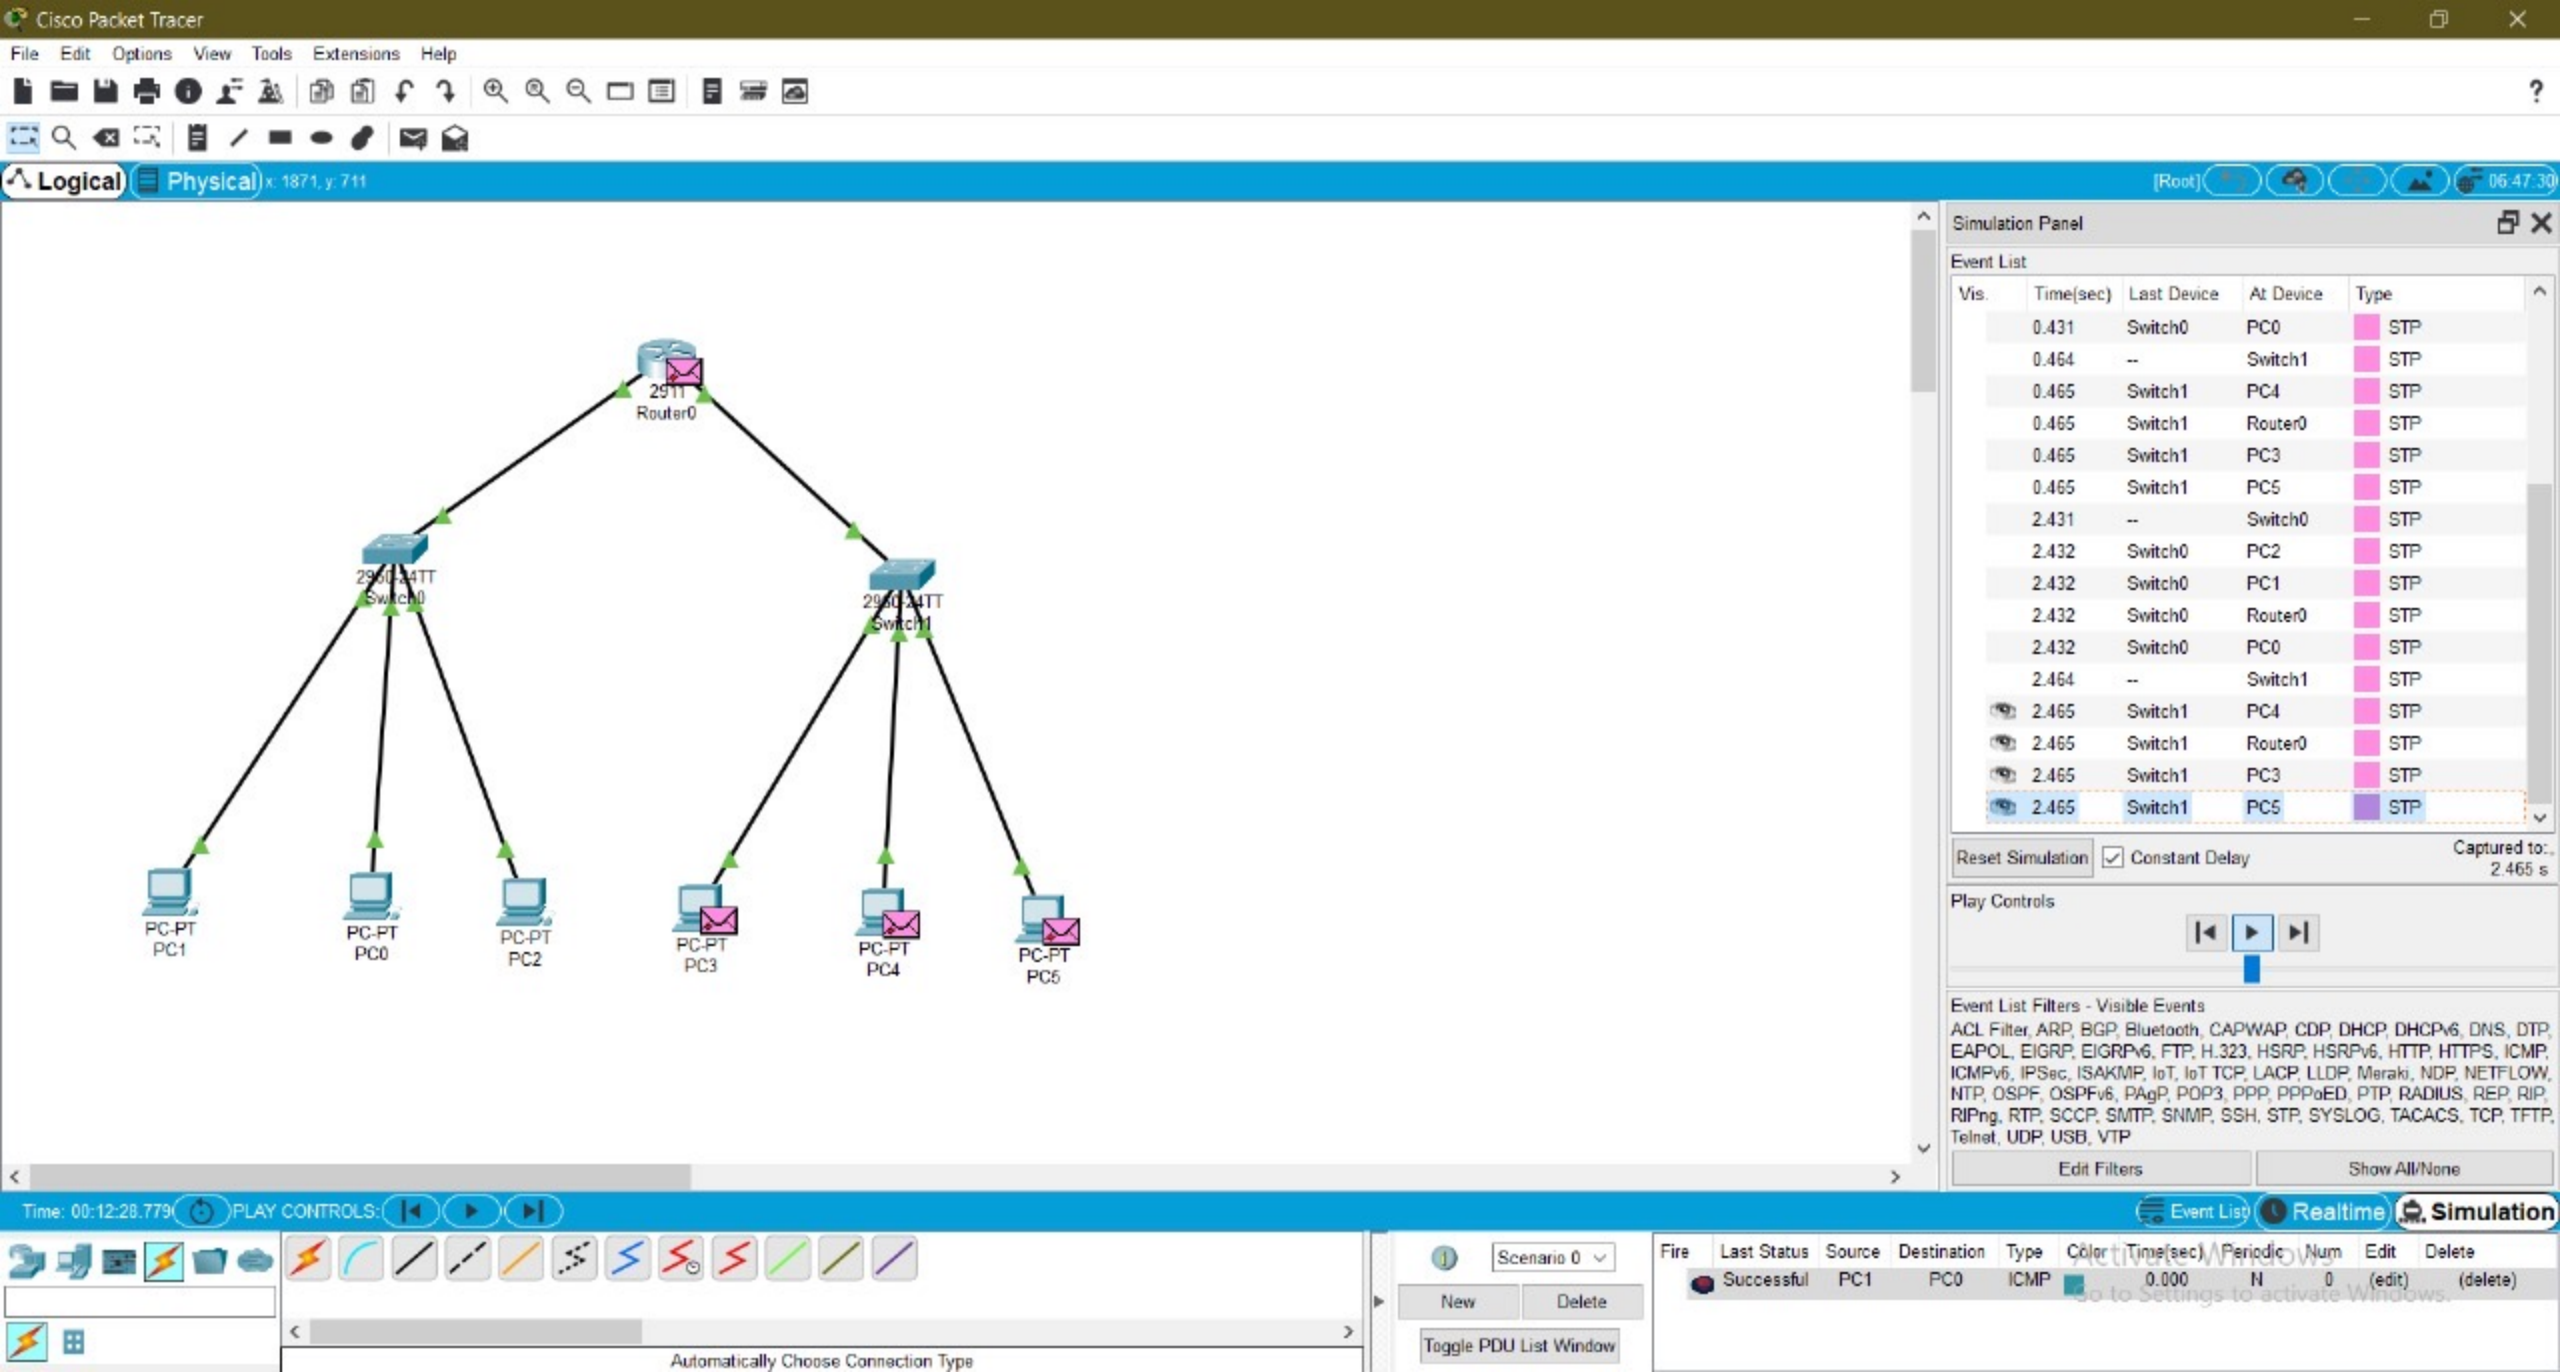 Cisco Packet Tracer
File Edit Options View Tools Extensions Help
?
Logical Physical x: 1871, y: 711 [Root] 06:47:30
Simulation Panel
Event List
Vis. Time(sec) Last Device At Device Type
0.431 Switch0 PC0 STP
0.464 -- Switch1 STP
0.465 Switch1 PC4 STP
0.465 Switch1 Router0 STP
0.465 Switch1 PC3 STP
0.465 Switch1 PC5 STP
2.431 -- Switch0 STP
2.432 Switch0 PC2 STP
2.432 Switch0 PC1 STP
2.432 Switch0 Router0 STP
2.432 Switch0 PC0 STP
2.464 -- Switch1 STP
2.465 Switch1 PC4 STP
2.465 Switch1 Router0 STP
2.465 Switch1 PC3 STP
2.465 Switch1 PC5 STP
Reset Simulation Constant Delay Captured to:
2.465 s
Play Controls
Event List Filters - Visible Events
ACL Filter, ARP, BGP, Bluetooth, CAPWAP, CDP, DHCP, DHCPv6, DNS, DTP,
EAPOL, EIGRP, EIGRPv6, FTP, H.323, HSRP, HSRPv6, HTTP, HTTPS, ICMP,
ICMPv6, IPSec, ISAKMP, IoT, IoT TCP, LACP, LLDP, Meraki, NDP, NETFLOW,
NTP, OSPF, OSPFv6, PAgP, POP3, PPP, PPPoED, PTP, RADIUS, REP, RIP,
RIPng, RTP, SCCP, SMTP, SNMP, SSH, STP, SYSLOG, TACACS, TCP, TFTP,
Telnet, UDP, USB, VTP
Edit Filters Show All/None
2911
Router0
2960-24TT
Switch0
2960-24TT
Switch1
PC-PT
PC1
PC-PT
PC0
PC-PT
PC2
PC-PT
PC3
PC-PT
PC4
PC-PT
PC5
Time: 00:12:28.779 PLAY CONTROLS: Event List Realtime Simulation
Scenario 0
New Delete
Toggle PDU List Window
Fire Last Status Source Destination Type Color Time(sec) Periodic Num Edit Delete
Successful PC1 PC0 ICMP 0.000 N 0 (edit) (delete)
Activate Windows
Go to Settings to activate Windows.
Automatically Choose Connection Type